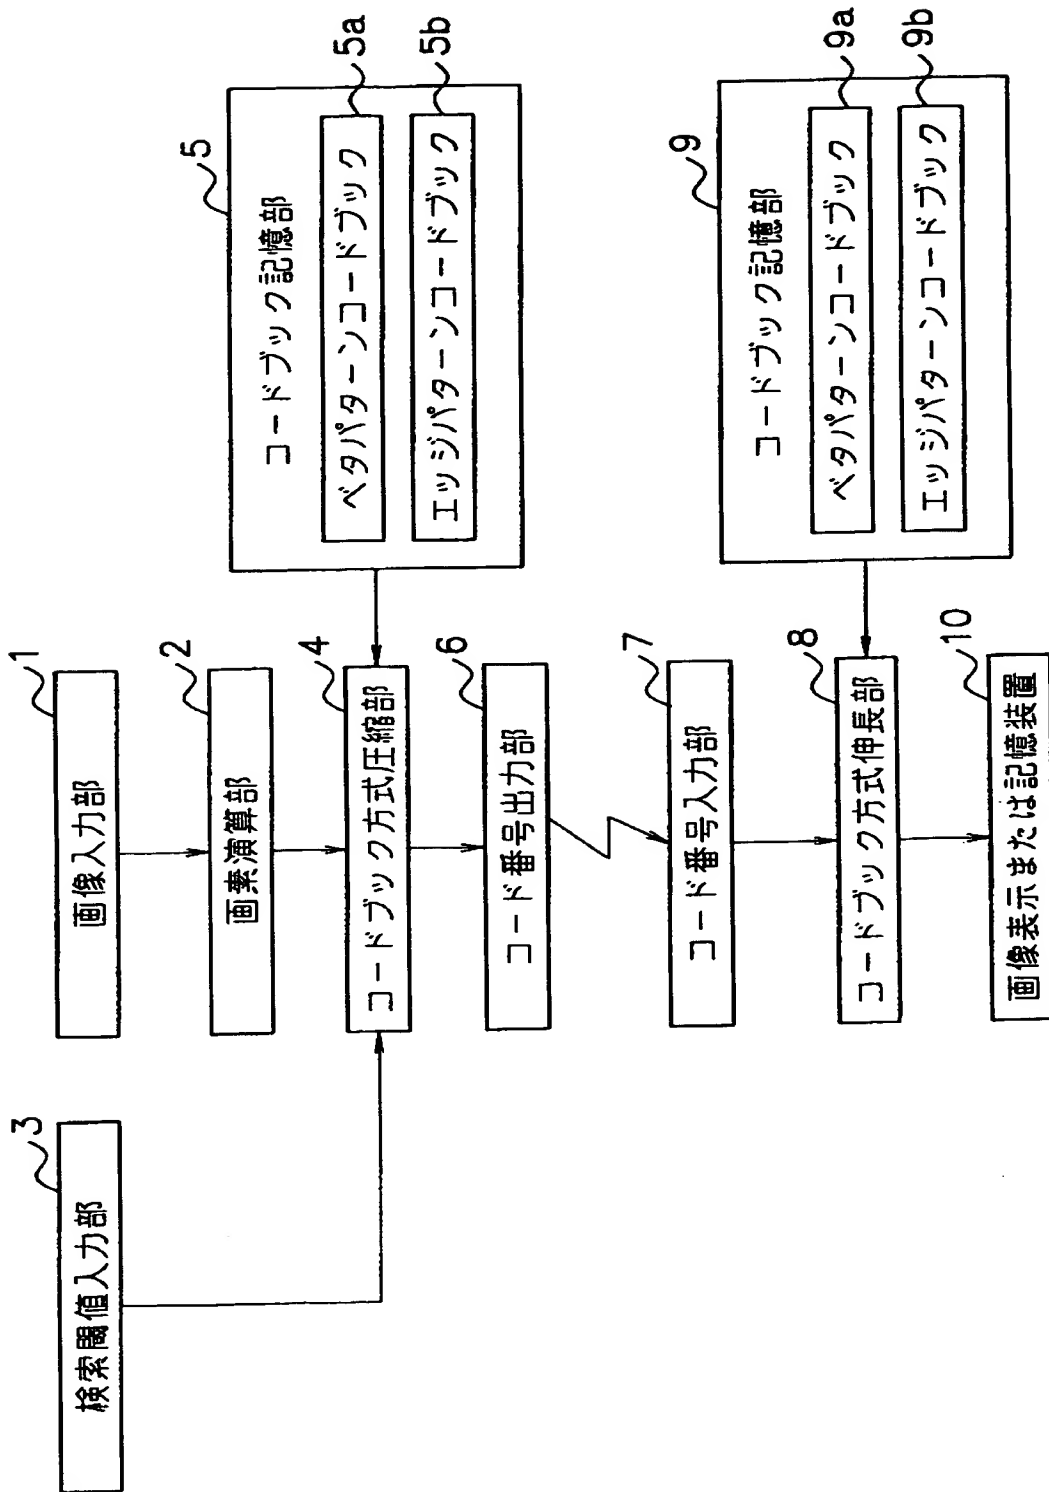 3
検索閾値入力部
1
画像入力部
2
画素演算部
4
コードブック方式圧縮部
5
コードブック記憶部
ベタパターンコードブック
5a
エッジパターンコードブック
5b
6
コード番号出力部
7
コード番号入力部
8
コードブック方式伸長部
9
コードブック記憶部
ベタパターンコードブック
9a
エッジパターンコードブック
9b
10
画像表示または記憶装置